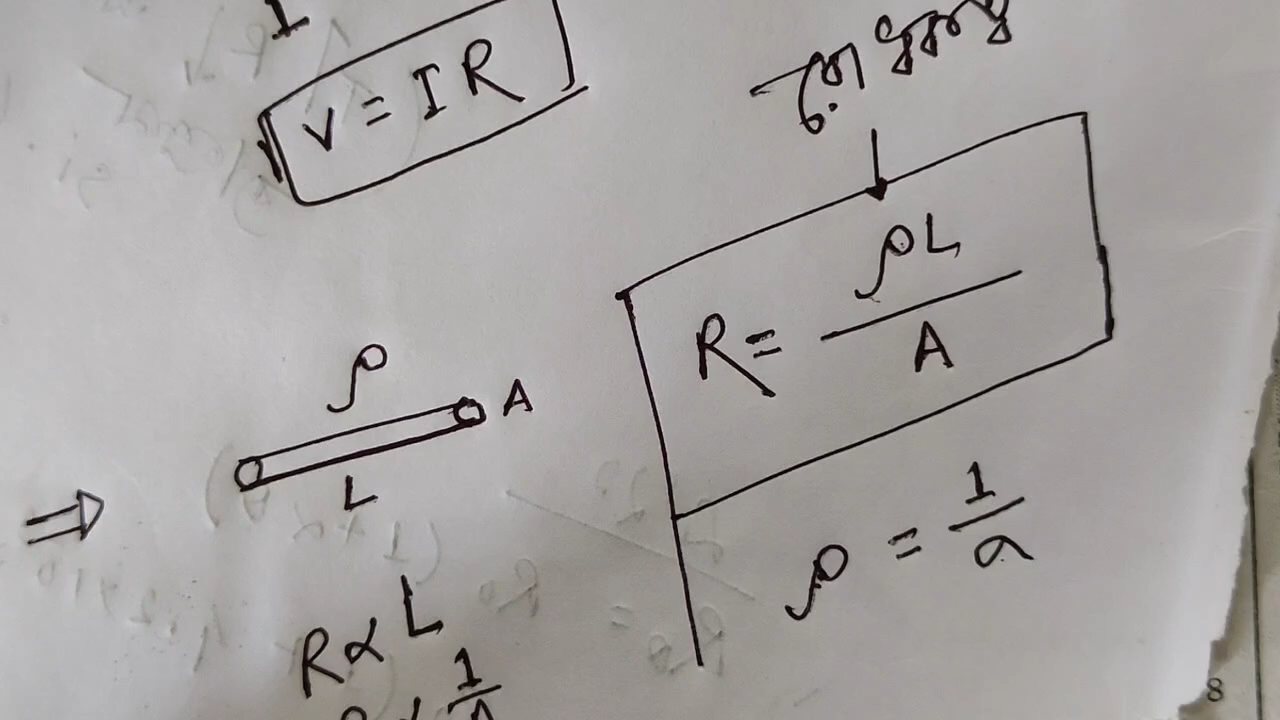 V = IR
R = ρL / A
ρ
A
L
⇒
ρ = 1 / σ
R ∝ L